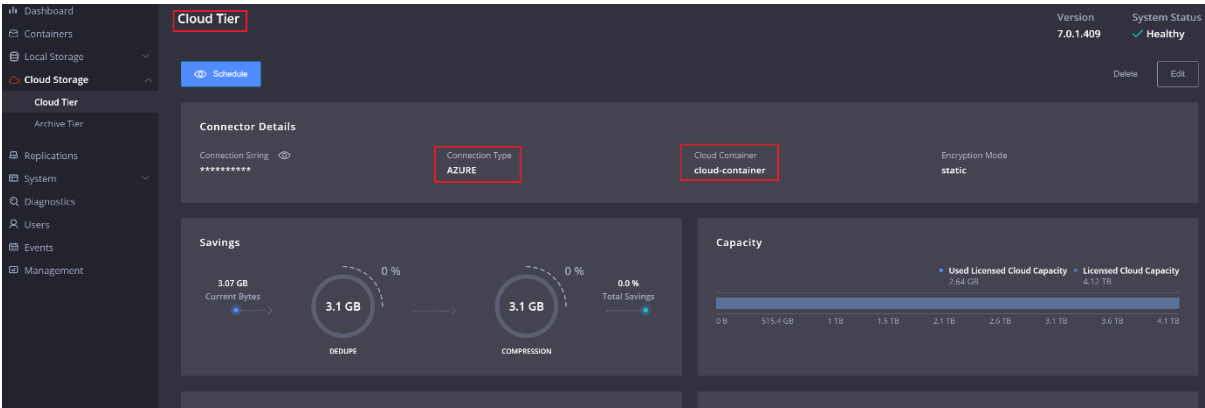 Dashboard
Containers
Local Storage
Cloud Storage
Cloud Tier
Archive Tier
Replications
System
Diagnostics
Users
Events
Management
Cloud Tier
Version
7.0.1.409
System Status
Healthy
Schedule
Delete
Edit
Connector Details
Connection String
**********
Connection Type
AZURE
Cloud Container
cloud-container
Encryption Mode
static
Savings
3.07 GB
Current Bytes
0 %
3.1 GB
DEDUPE
0 %
3.1 GB
COMPRESSION
0.0 %
Total Savings
Capacity
Used Licensed Cloud Capacity
2.64 GB
Licensed Cloud Capacity
4.12 TB
0 B 515.4 GB 1 TB 1.5 TB 2.1 TB 2.6 TB 3.1 TB 3.6 TB 4.1 TB